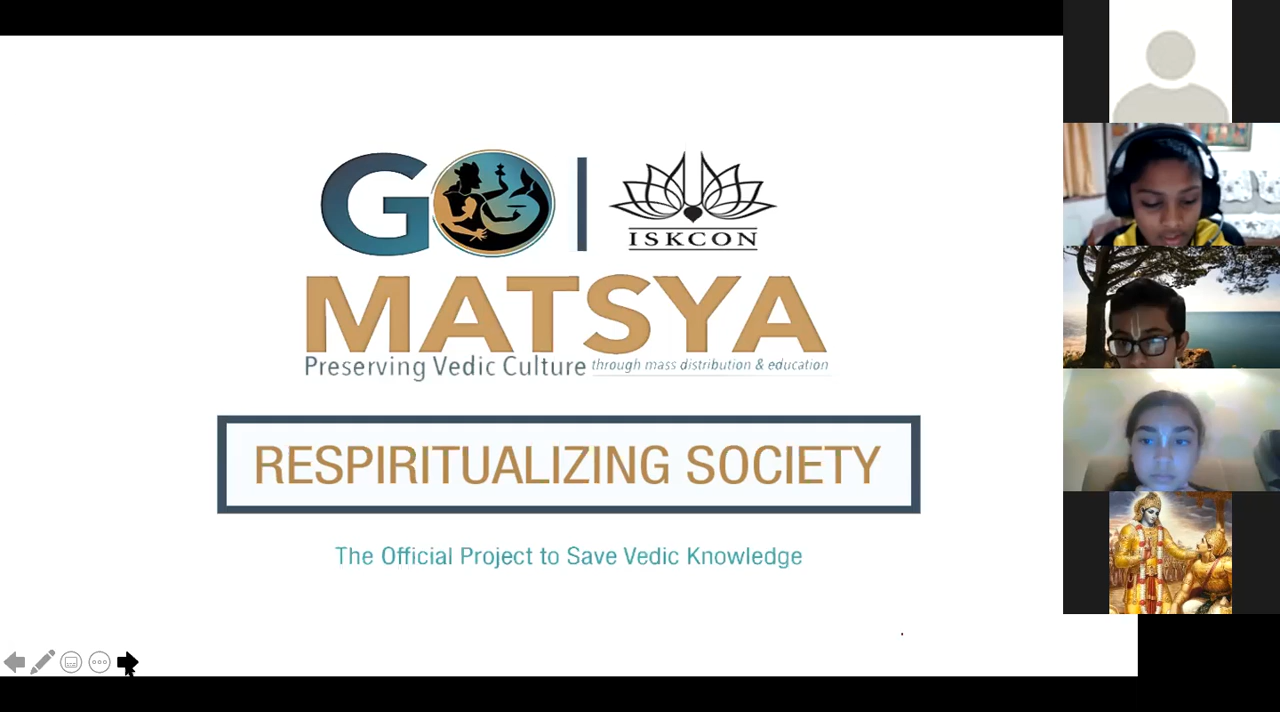 GO
ISKCON
MATSYA
Preserving Vedic Culture through mass distribution & education
RESPIRITUALIZING SOCIETY
The Official Project to Save Vedic Knowledge